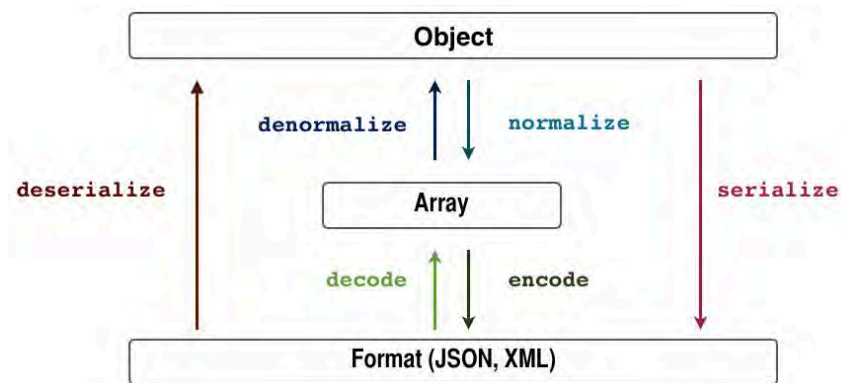 Object
denormalize
normalize
deserialize
serialize
Array
decode
encode
Format (JSON, XML)